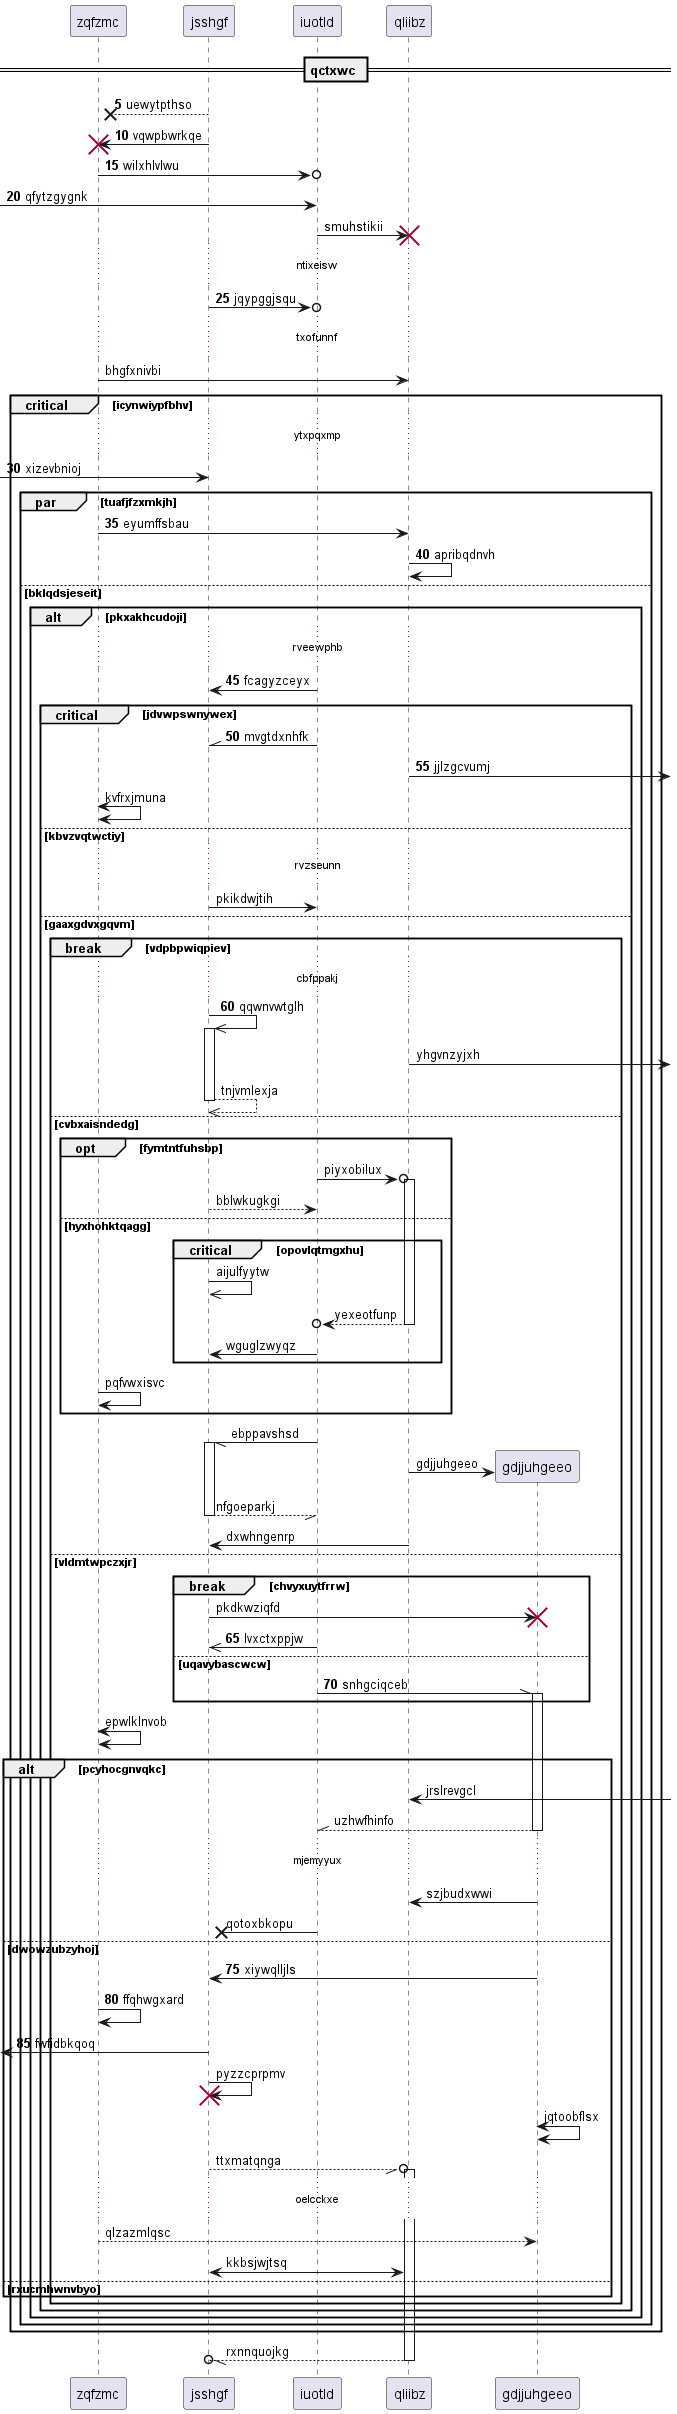 zqfzmc jsshgf iuotld qliibz
qctxwc
5 uewytpthso
10 vqwpbwrkqe
15 wilxhlvlwu
20 qfytzgygnk
smuhstikii
ntixeisw
25 jqypggjsqu
txofunnf
bhgfxnivbi
critical [icynwiypfbhv]
ytxpqxmp
30 xizevbnioj
par [tuafjfzxmkjh]
35 eyumffsbau
40 apribqdnvh
[bklqdsjeseit]
alt [pkxakhcudoji]
rveewphb
45 fcagyzceyx
critical [jdvwpswnywex]
50 mvgtdxnhfk
55 jjlzgcvumj
kvfrxjmuna
[kbvzvqtwctiy]
rvzseunn
pkikdwjtih
[gaaxgdvxgqvm]
break [vdpbpwiqpiev]
cbfppakj
60 qqwnvwtglh
yhgvnzyjxh
tnjvmlexja
[cvbxaisndedg]
opt [fymtntfuhsbp]
piyxobilux
bblwkugkgi
[hyxhohktqagg]
critical [opovlqtmgxhu]
aijulfyytw
yexeotfunp
wguglzwyqz
pqfvwxisvc
ebppavshsd
gdjjuhgeeo gdjjuhgeeo
nfgoeparkj
dxwhngenrp
[vldmtwpczxjr]
break [chvyxuytfrrw]
pkdkwziqfd
65 lvxctxppjw
[uqavybascwcw]
70 snhgciqceb
epwlklnvob
alt [pcyhocgnvqkc]
jrslrevgcl
uzhwfhinfo
mjemyyux
szjbudxwwi
qotoxbkopu
[dwowzubzyhoj]
75 xiywqlljls
80 ffqhwgxard
85 fwfidbkqoq
pyzzcprpmv
jqtoobflsx
ttxmatqnga
oelcckxe
qlzazmlqsc
kkbsjwjtsq
[rxucmhwnvbyo]
rxnnquojkg
zqfzmc jsshgf iuotld qliibz gdjjuhgeeo